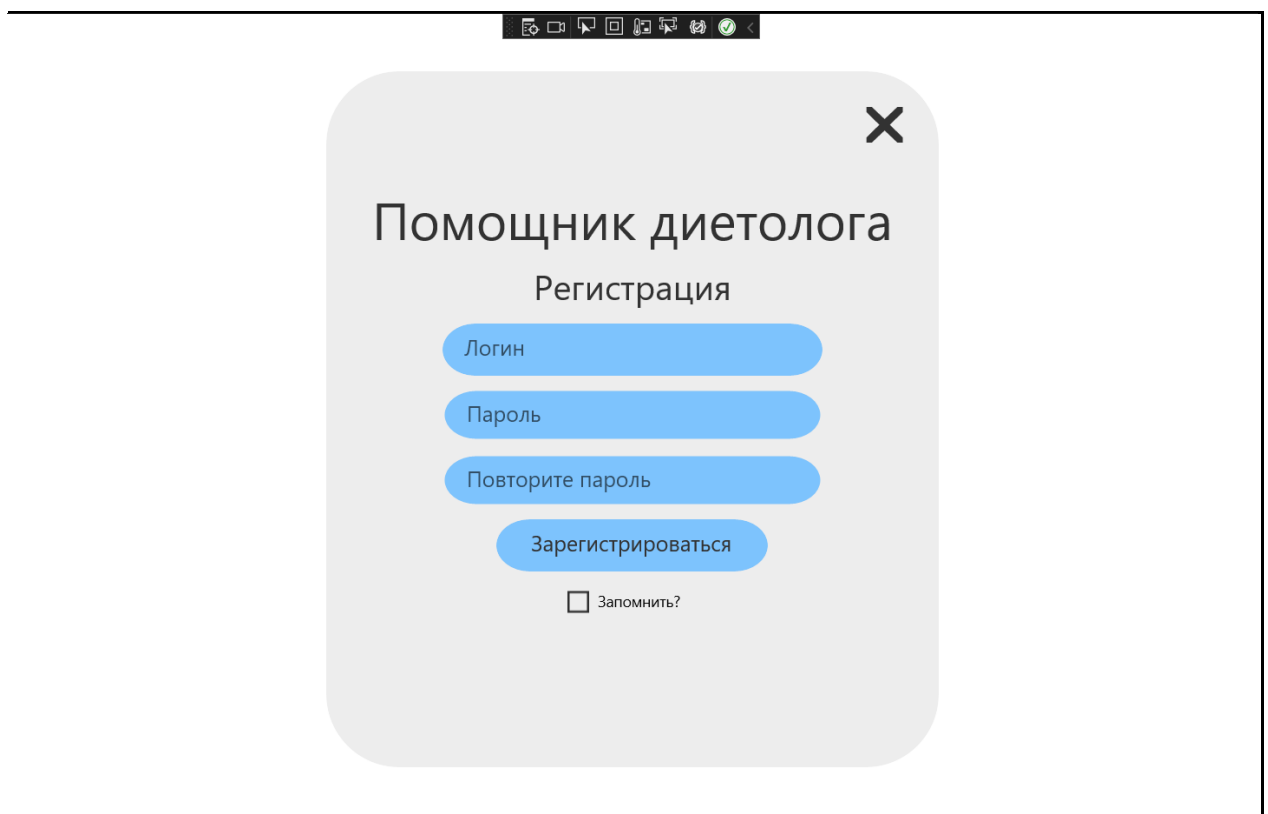 Помощник диетолога
Регистрация
Логин
Пароль
Повторите пароль
Зарегистрироваться
Запомнить?